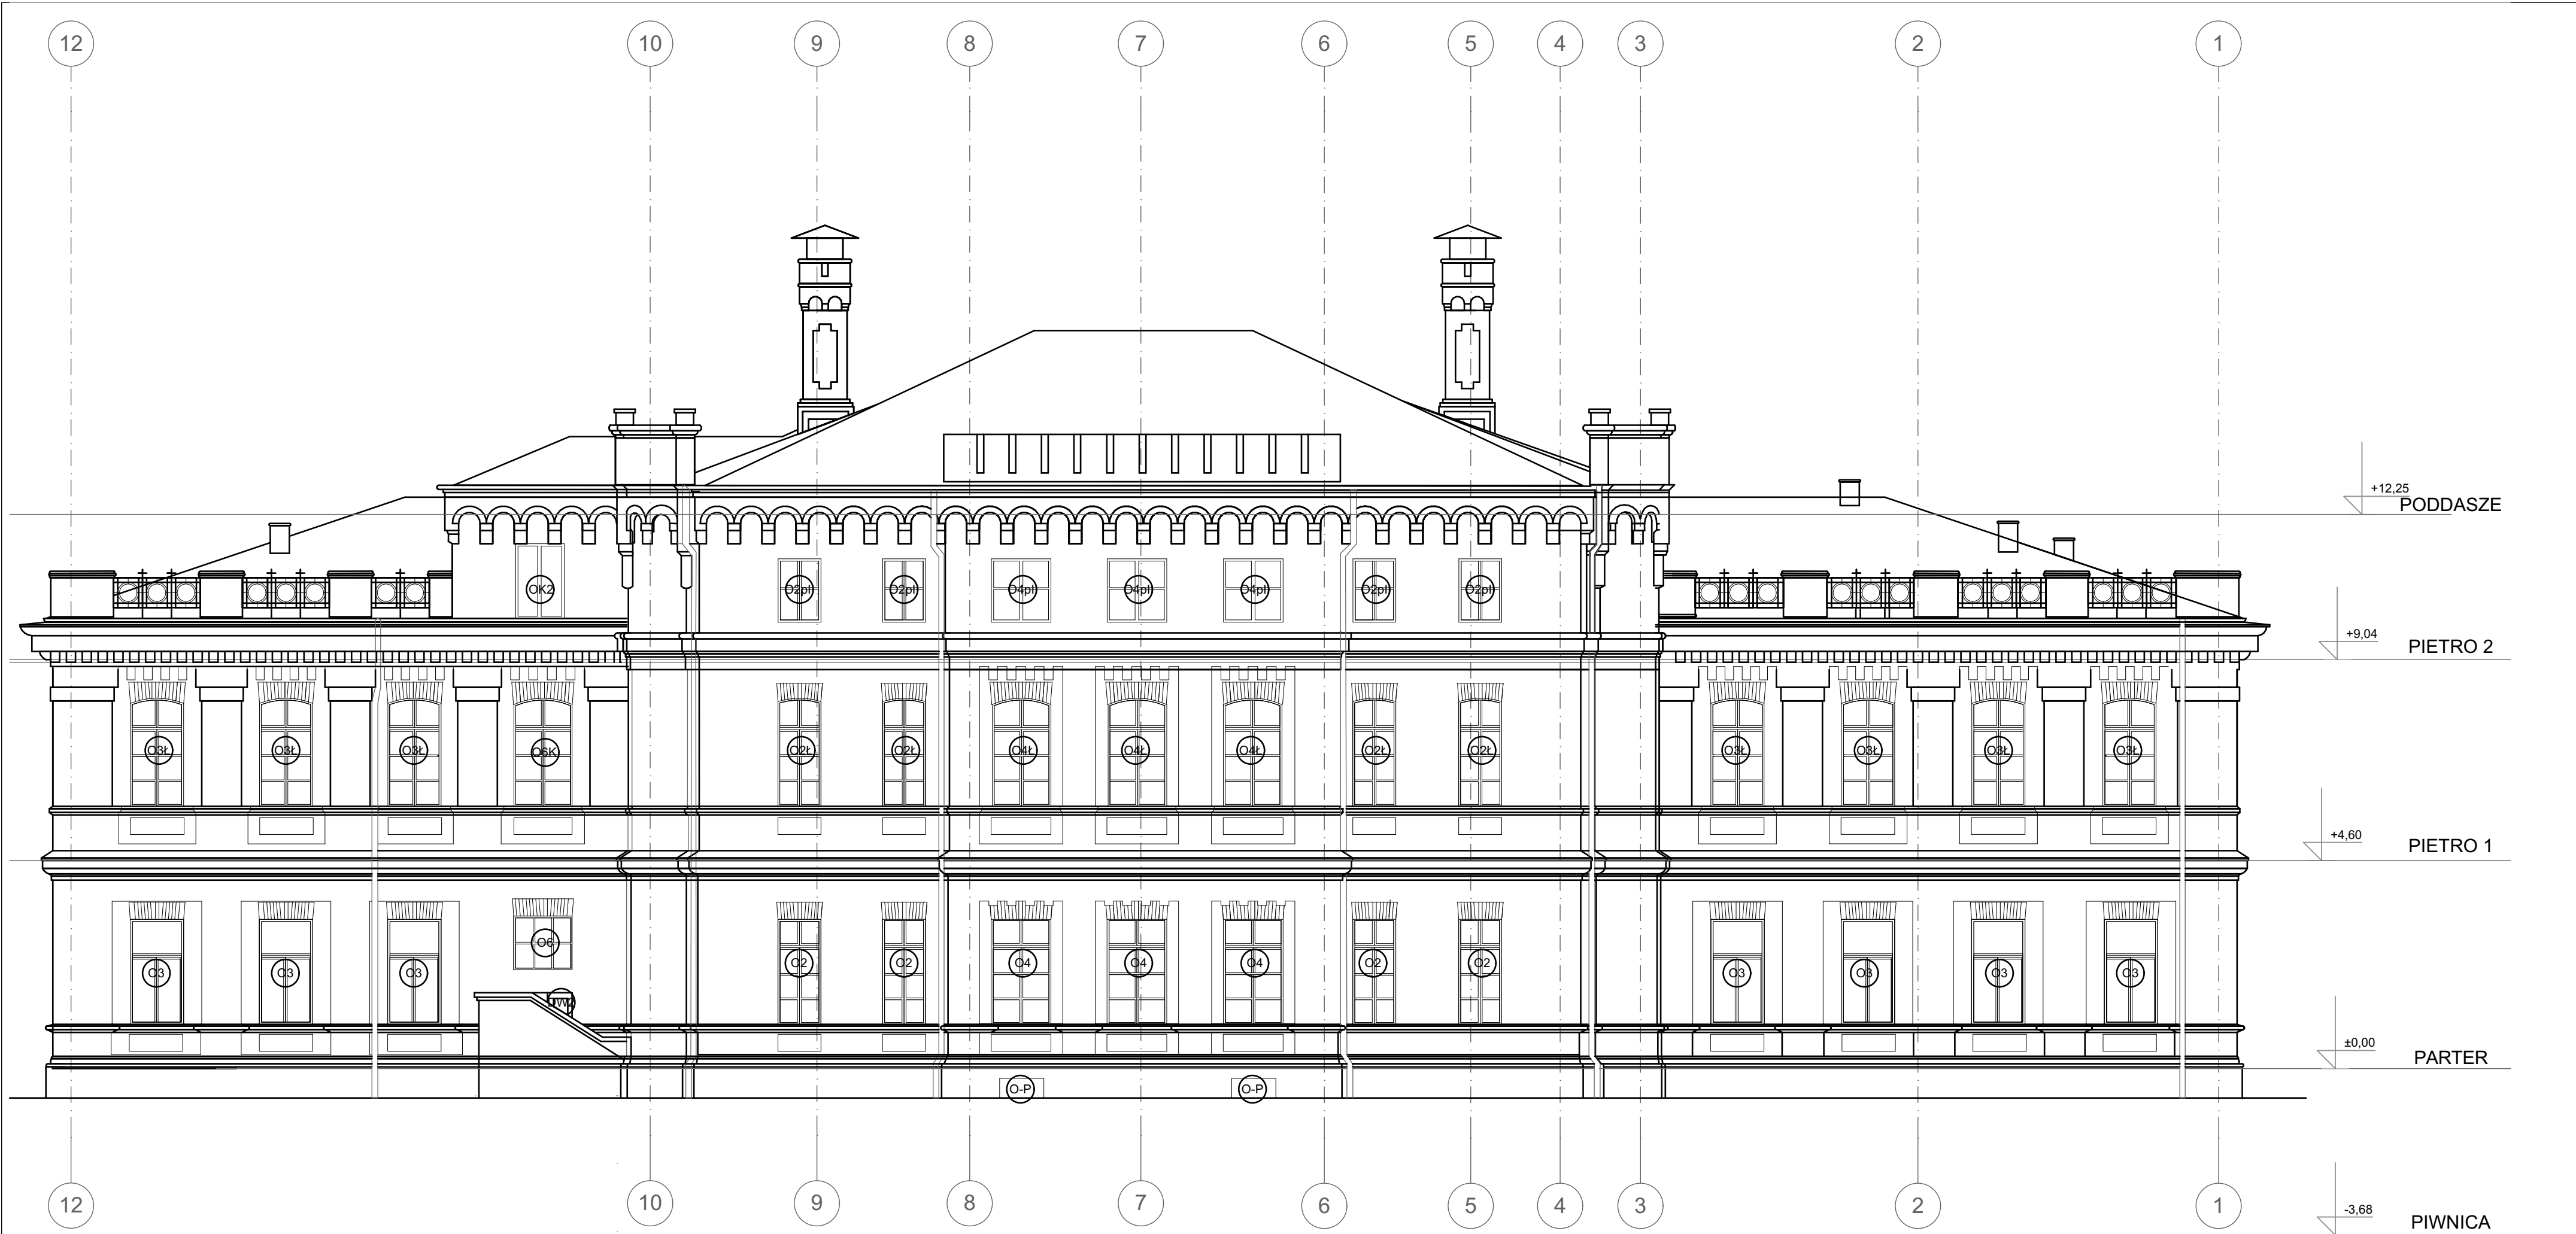 12 10 9 8 7 6 5 4 3 2 1
+12,25
PODDASZE
OK2 O2pł O2pł O4pł O4pł O4pł O2pł O2pł
+9,04
PIETRO 2
O3Ł O3Ł O3Ł O6K O2Ł O2Ł O4Ł O4Ł O4Ł O2Ł O2Ł O3Ł O3Ł O3Ł O3Ł
+4,60
PIETRO 1
O6
O3 O3 O3 O2 O2 O4 O4 O4 O2 O2 O3 O3 O3 O3
±0,00
PARTER
O-P O-P
12 10 9 8 7 6 5 4 3 2 1
-3,68
PIWNICA